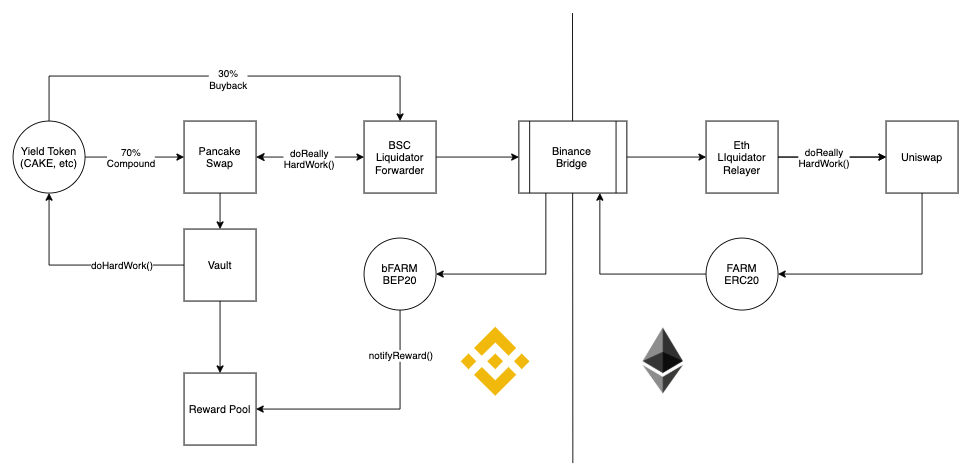 30%
Buyback
Yield Token
(CAKE, etc)
70%
Compound
Pancake
Swap
doReally
HardWork()
BSC
Liquidator
Forwarder
Binance
Bridge
Eth
LIquidator
Relayer
doReally
HardWork()
Uniswap
doHardWork()
Vault
bFARM
BEP20
FARM
ERC20
notifyReward()
Reward Pool